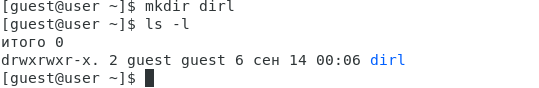 [guest@user ~]$ mkdir dirl
[guest@user ~]$ ls -l
итого 0
drwxrwxr-x. 2 guest guest 6 сен 14 00:06 dirl
[guest@user ~]$